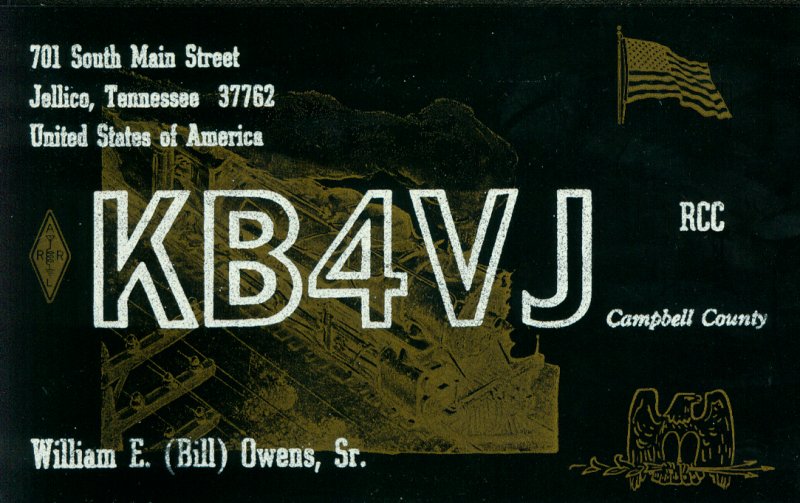 701 South Main Street
Jellico, Tennessee 37762
United States of America
KB4VJ
RCC
A
R R
L
Campbell County
William E. (Bill) Owens, Sr.